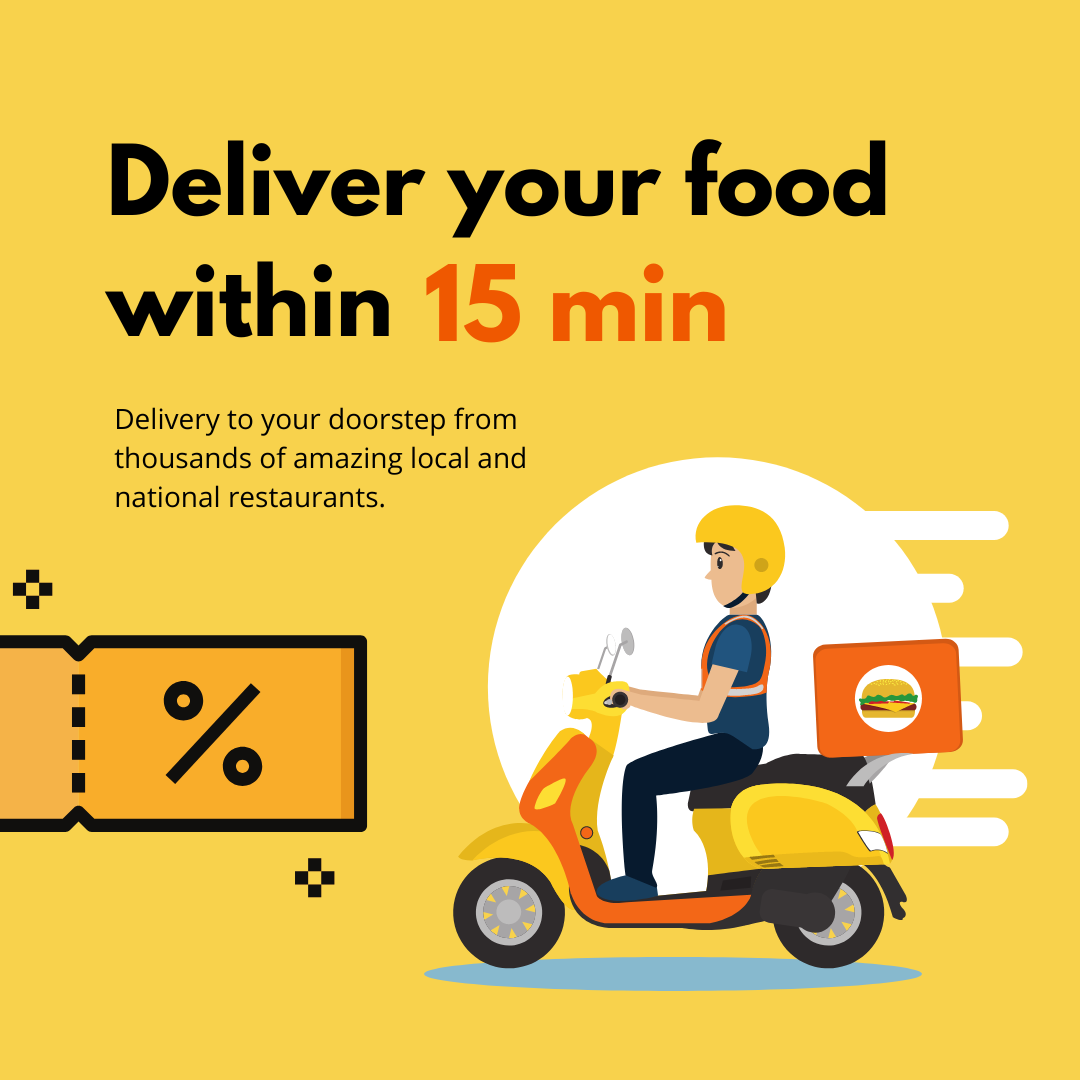 Deliver your food
within 15 min
Delivery to your doorstep from
thousands of amazing local and
national restaurants.
%